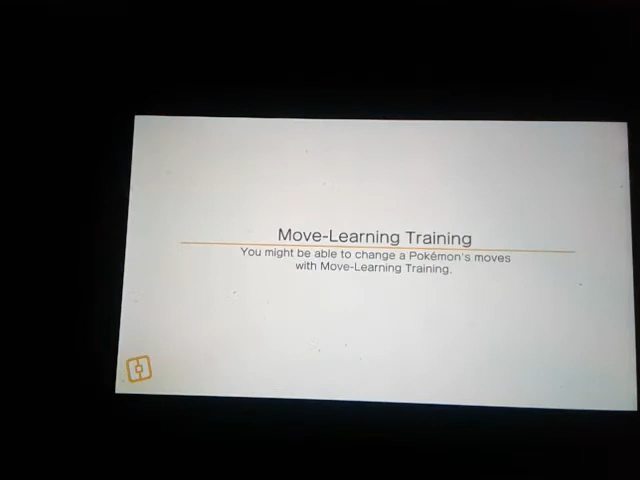 Move-Learning Training
You might be able to change a Pokémon's moves
with Move-Learning Training.